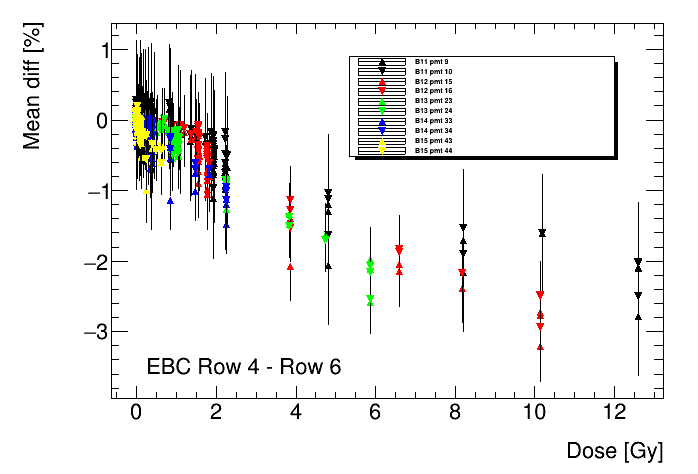 Mean diff [%]
1
0
−1
−2
−3
B11 pmt 9
B11 pmt 10
B12 pmt 15
B12 pmt 16
B13 pmt 23
B13 pmt 24
B14 pmt 33
B14 pmt 34
B15 pmt 43
B15 pmt 44
EBC Row 4 - Row 6
0 2 4 6 8 10 12
Dose [Gy]